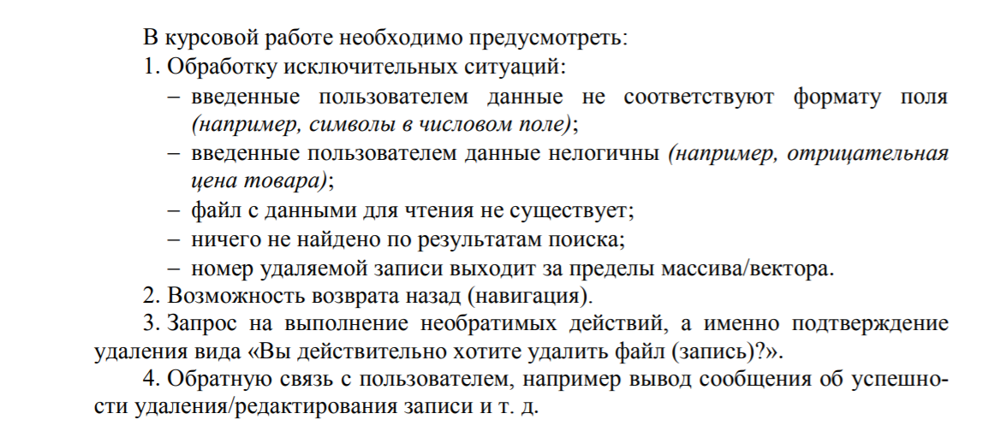 В курсовой работе необходимо предусмотреть:
1. Обработку исключительных ситуаций:
– введенные пользователем данные не соответствуют формату поля
(например, символы в числовом поле);
– введенные пользователем данные нелогичны (например, отрицательная
цена товара);
– файл с данными для чтения не существует;
– ничего не найдено по результатам поиска;
– номер удаляемой записи выходит за пределы массива/вектора.
2. Возможность возврата назад (навигация).
3. Запрос на выполнение необратимых действий, а именно подтверждение
удаления вида «Вы действительно хотите удалить файл (запись)?».
4. Обратную связь с пользователем, например вывод сообщения об успешно-
сти удаления/редактирования записи и т. д.